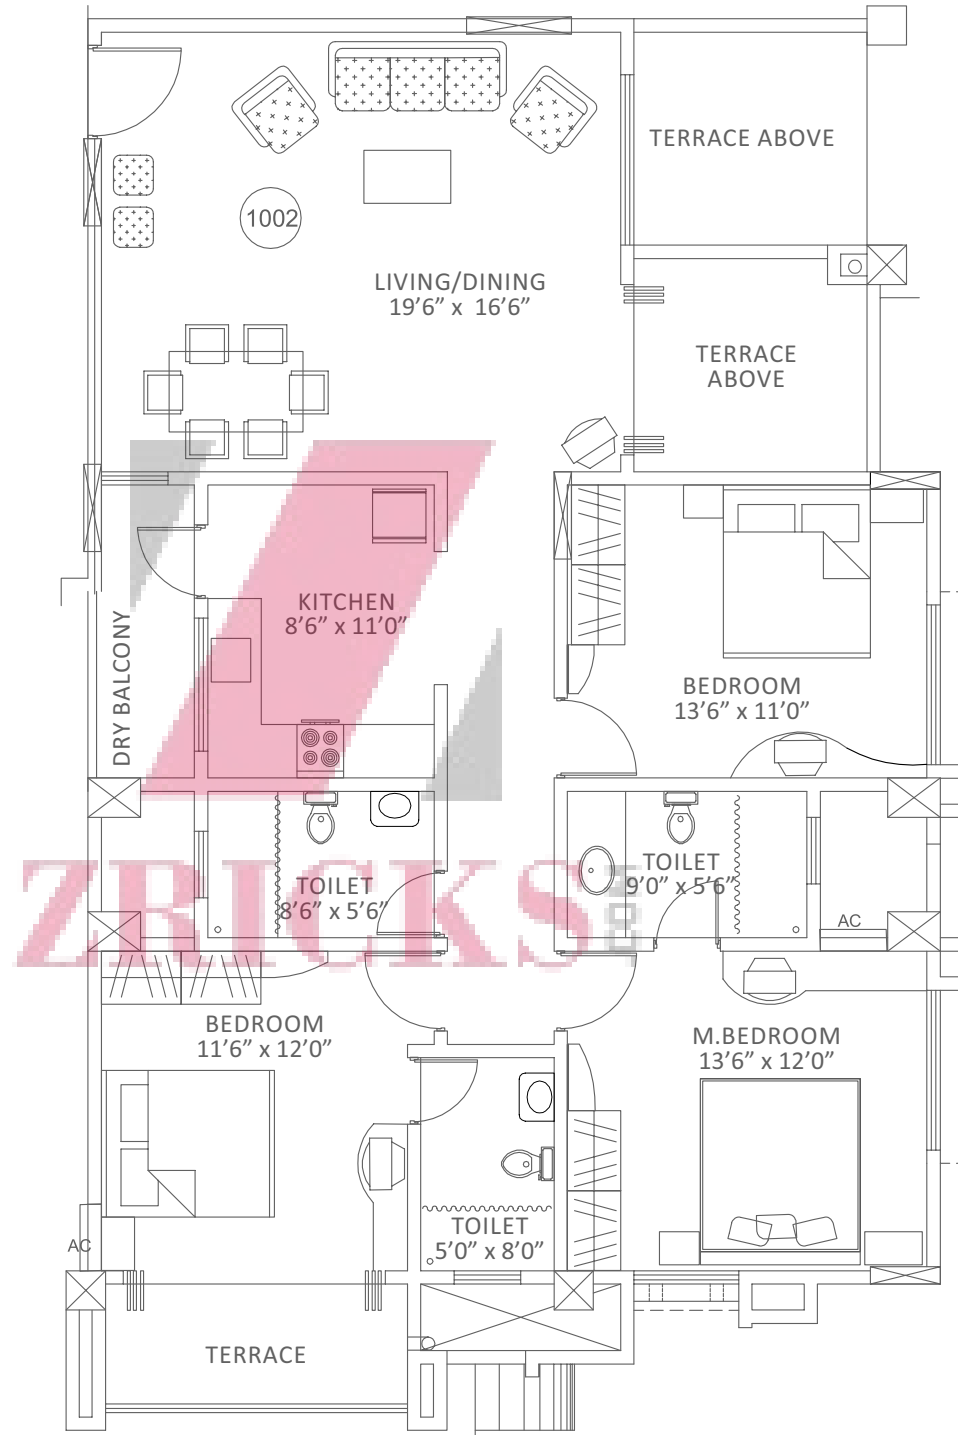 TERRACE ABOVE
1002
LIVING/DINING
19’6” x 16’6”
TERRACE
ABOVE
KITCHEN
8’6” x 11’0”
DRY BALCONY
BEDROOM
13’6” x 11’0”
TOILET
8’6” x 5’6”
TOILET
9’0” x 5’6”
ZRICKS
.COM
AC
BEDROOM
11’6” x 12’0”
M.BEDROOM
13’6” x 12’0”
TOILET
5’0” x 8’0”
AC
TERRACE